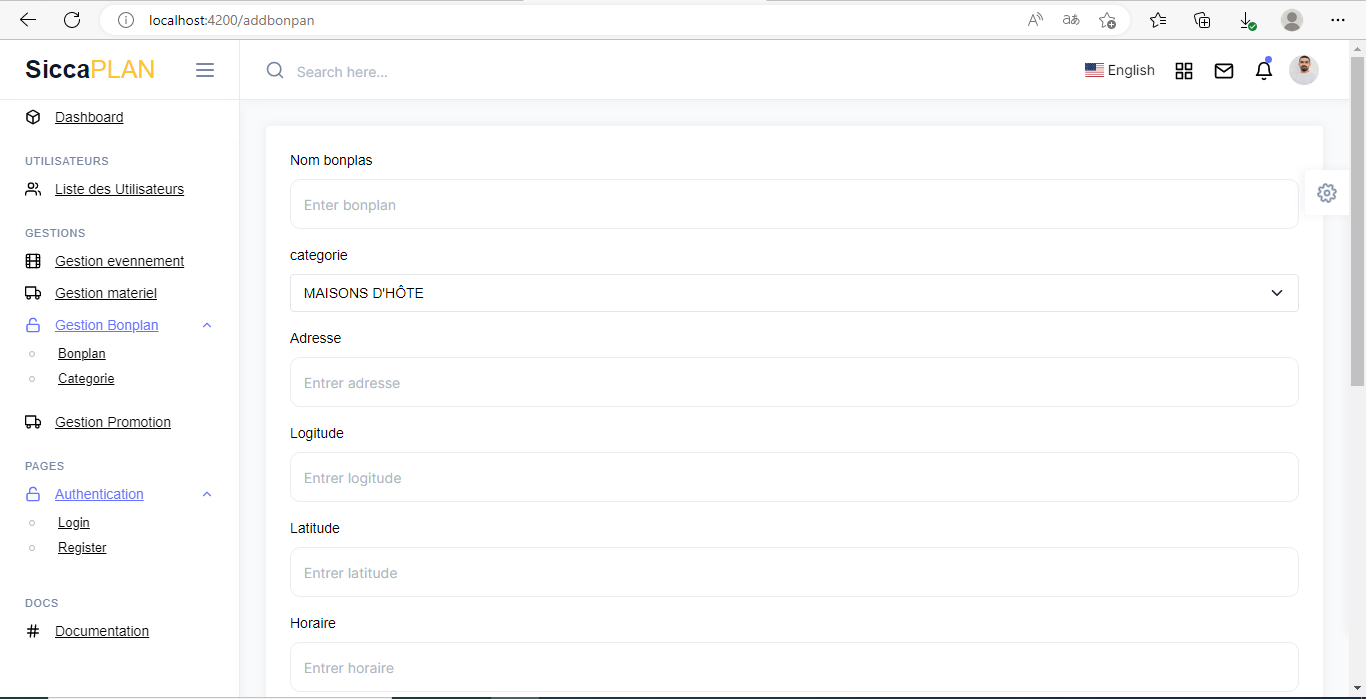 localhost:4200/addbonpan
SiccaPLAN
Search here...
English
Dashboard
UTILISATEURS
Liste des Utilisateurs
GESTIONS
Gestion evennement
Gestion materiel
Gestion Bonplan
Bonplan
Categorie
Gestion Promotion
PAGES
Authentication
Login
Register
DOCS
Documentation
Nom bonplas
Enter bonplan
categorie
MAISONS D'HÔTE
Adresse
Entrer adresse
Logitude
Entrer logitude
Latitude
Entrer latitude
Horaire
Entrer horaire